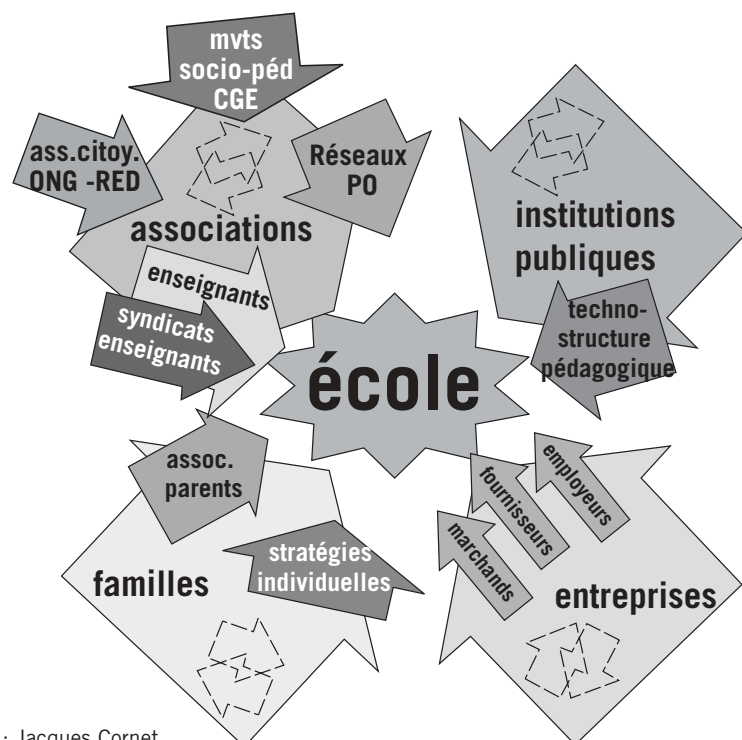 mvts
socio-péd
CGE
ass.citoy.
ONG -RED
Réseaux
PO
associations
institutions
publiques
enseignants
syndicats
enseignants
techno-
structure
pédagogique
école
assoc.
parents
employeurs
fournisseurs
marchands
stratégies
individuelles
familles
entreprises
: Jacques Cornet